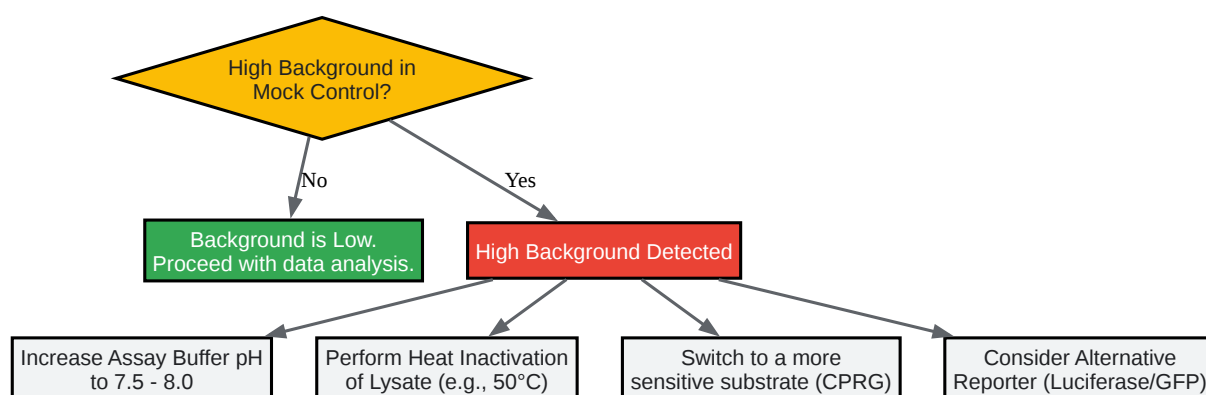 High Background in
Mock Control?
No
Yes
Background is Low.
Proceed with data analysis.
High Background Detected
Increase Assay Buffer pH
to 7.5 - 8.0
Perform Heat Inactivation
of Lysate (e.g., 50°C)
Switch to a more
sensitive substrate (CPRG)
Consider Alternative
Reporter (Luciferase/GFP)